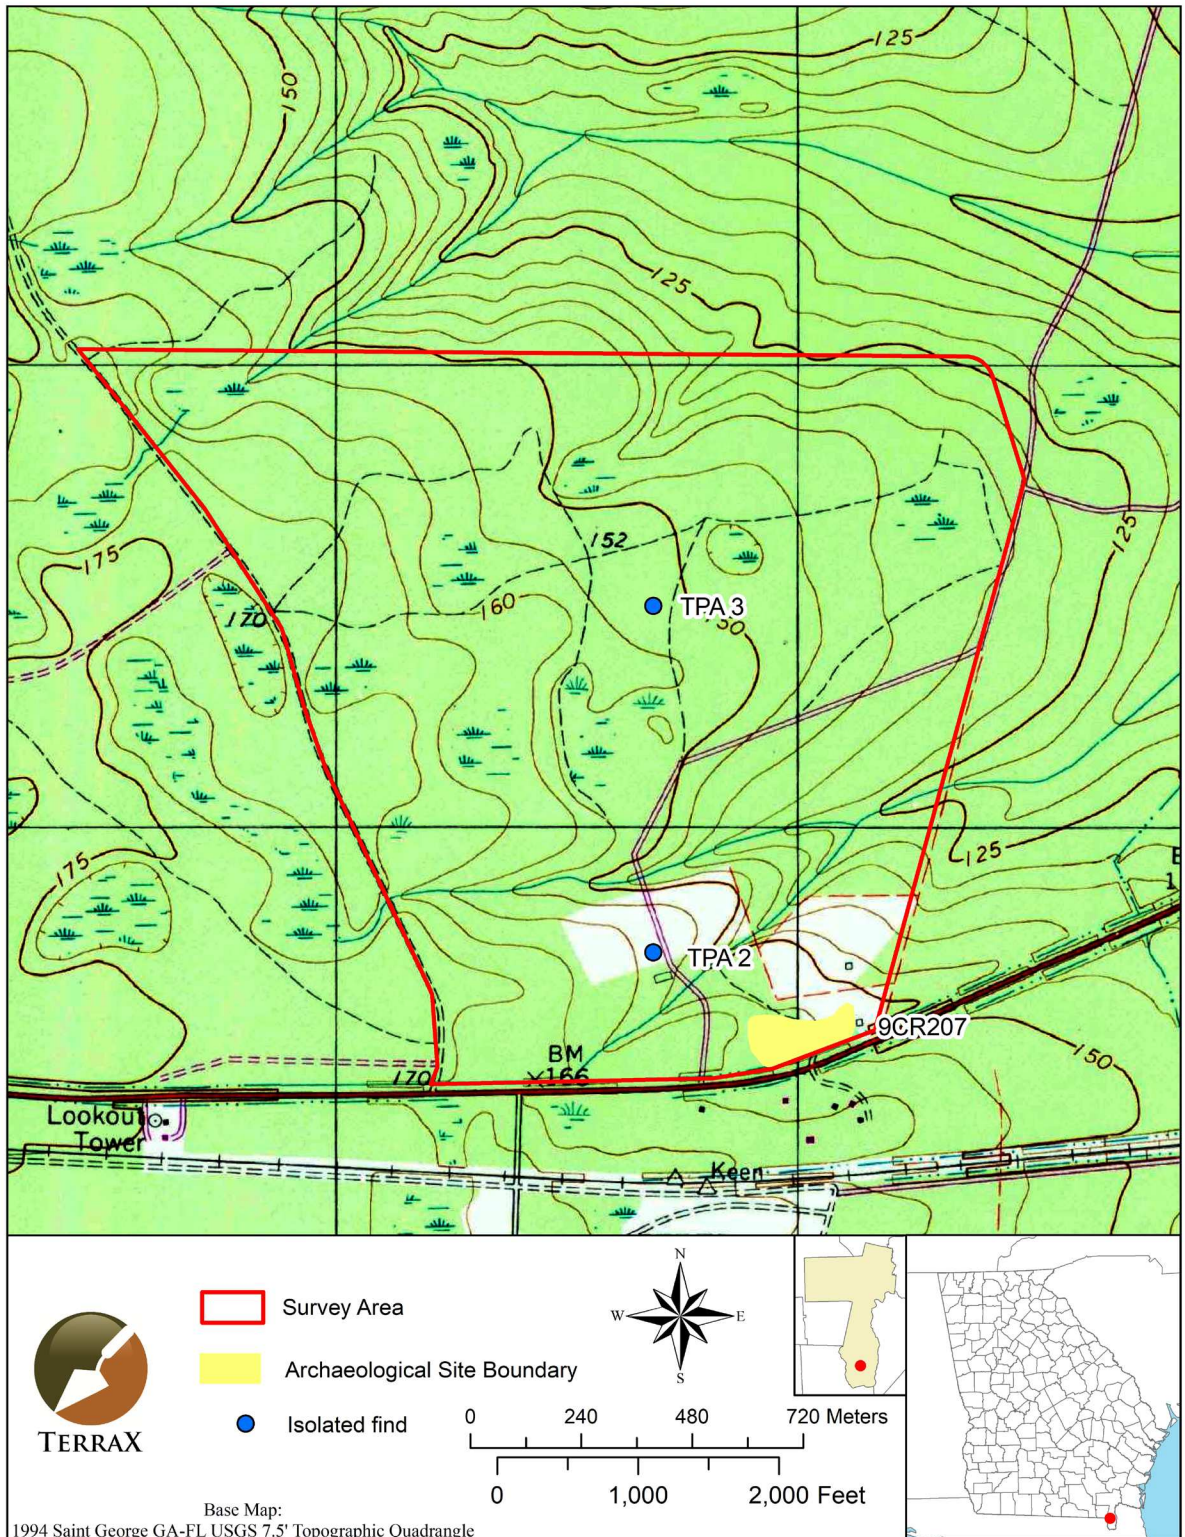 125
150
125
175
152
160
TPA 3
150
170
125
175
125
TPA 2
9CR207
BM
×166
170
150
Lookout
Tower
Keen
Survey Area
Archaeological Site Boundary
Isolated find
TERRAX
N
W E
S
0 240 480 720 Meters
0 1,000 2,000 Feet
Base Map:
1994 Saint George GA-FL USGS 7.5' Topographic Quadrangle